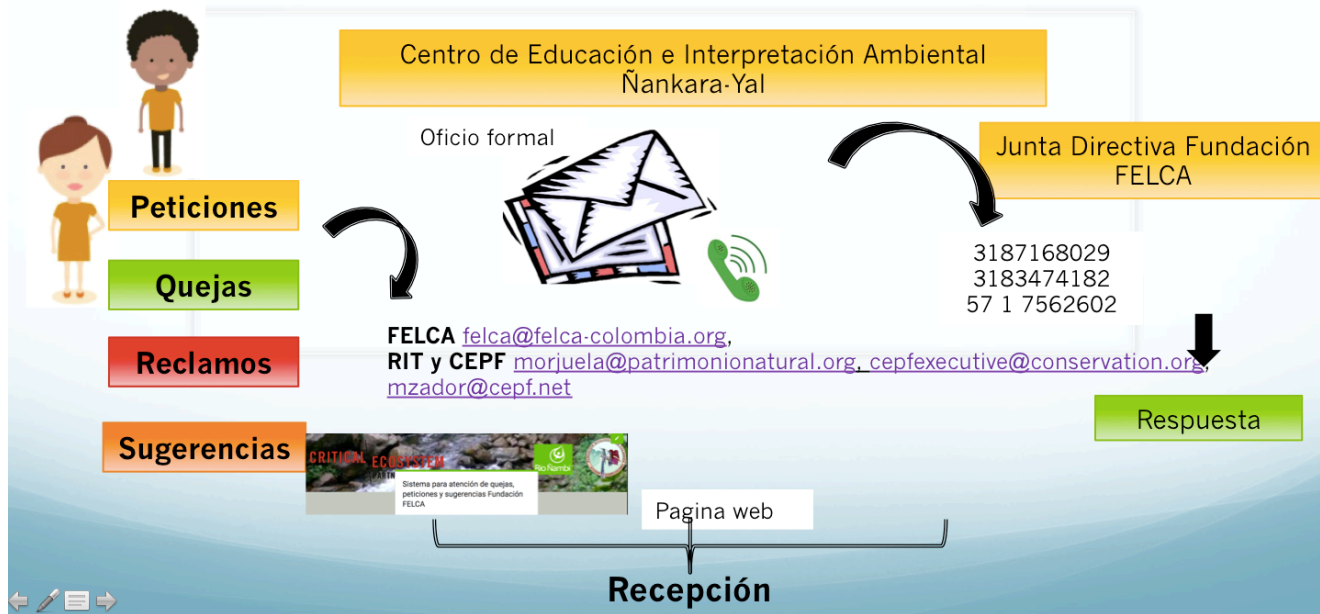 Centro de Educación e Interpretación Ambiental
Ñankara-Yal
Oficio formal
Junta Directiva Fundación
FELCA
Peticiones
Quejas
Reclamos
Sugerencias
3187168029
3183474182
57 1 7562602
FELCA felca@felca-colombia.org,
RIT y CEPF morjuela@patrimonionatural.org, cepfexecutive@conservation.org,
mzador@cepf.net
Respuesta
CRITICAL ECOSYSTEM
Río Ñambí
Sistema para atención de quejas,
peticiones y sugerencias Fundación
FELCA
Pagina web
Recepción